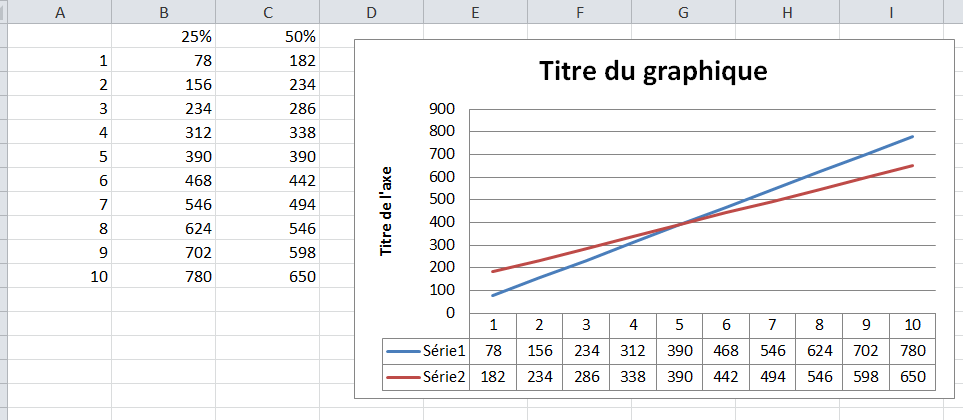 A B C D E F G H I
25% 50%
1 78 182
2 156 234
3 234 286
4 312 338
5 390 390
6 468 442
7 546 494
8 624 546
9 702 598
10 780 650
Titre du graphique
Titre de l'axe
900
800
700
600
500
400
300
200
100
0
1 2 3 4 5 6 7 8 9 10
Série1 78 156 234 312 390 468 546 624 702 780
Série2 182 234 286 338 390 442 494 546 598 650